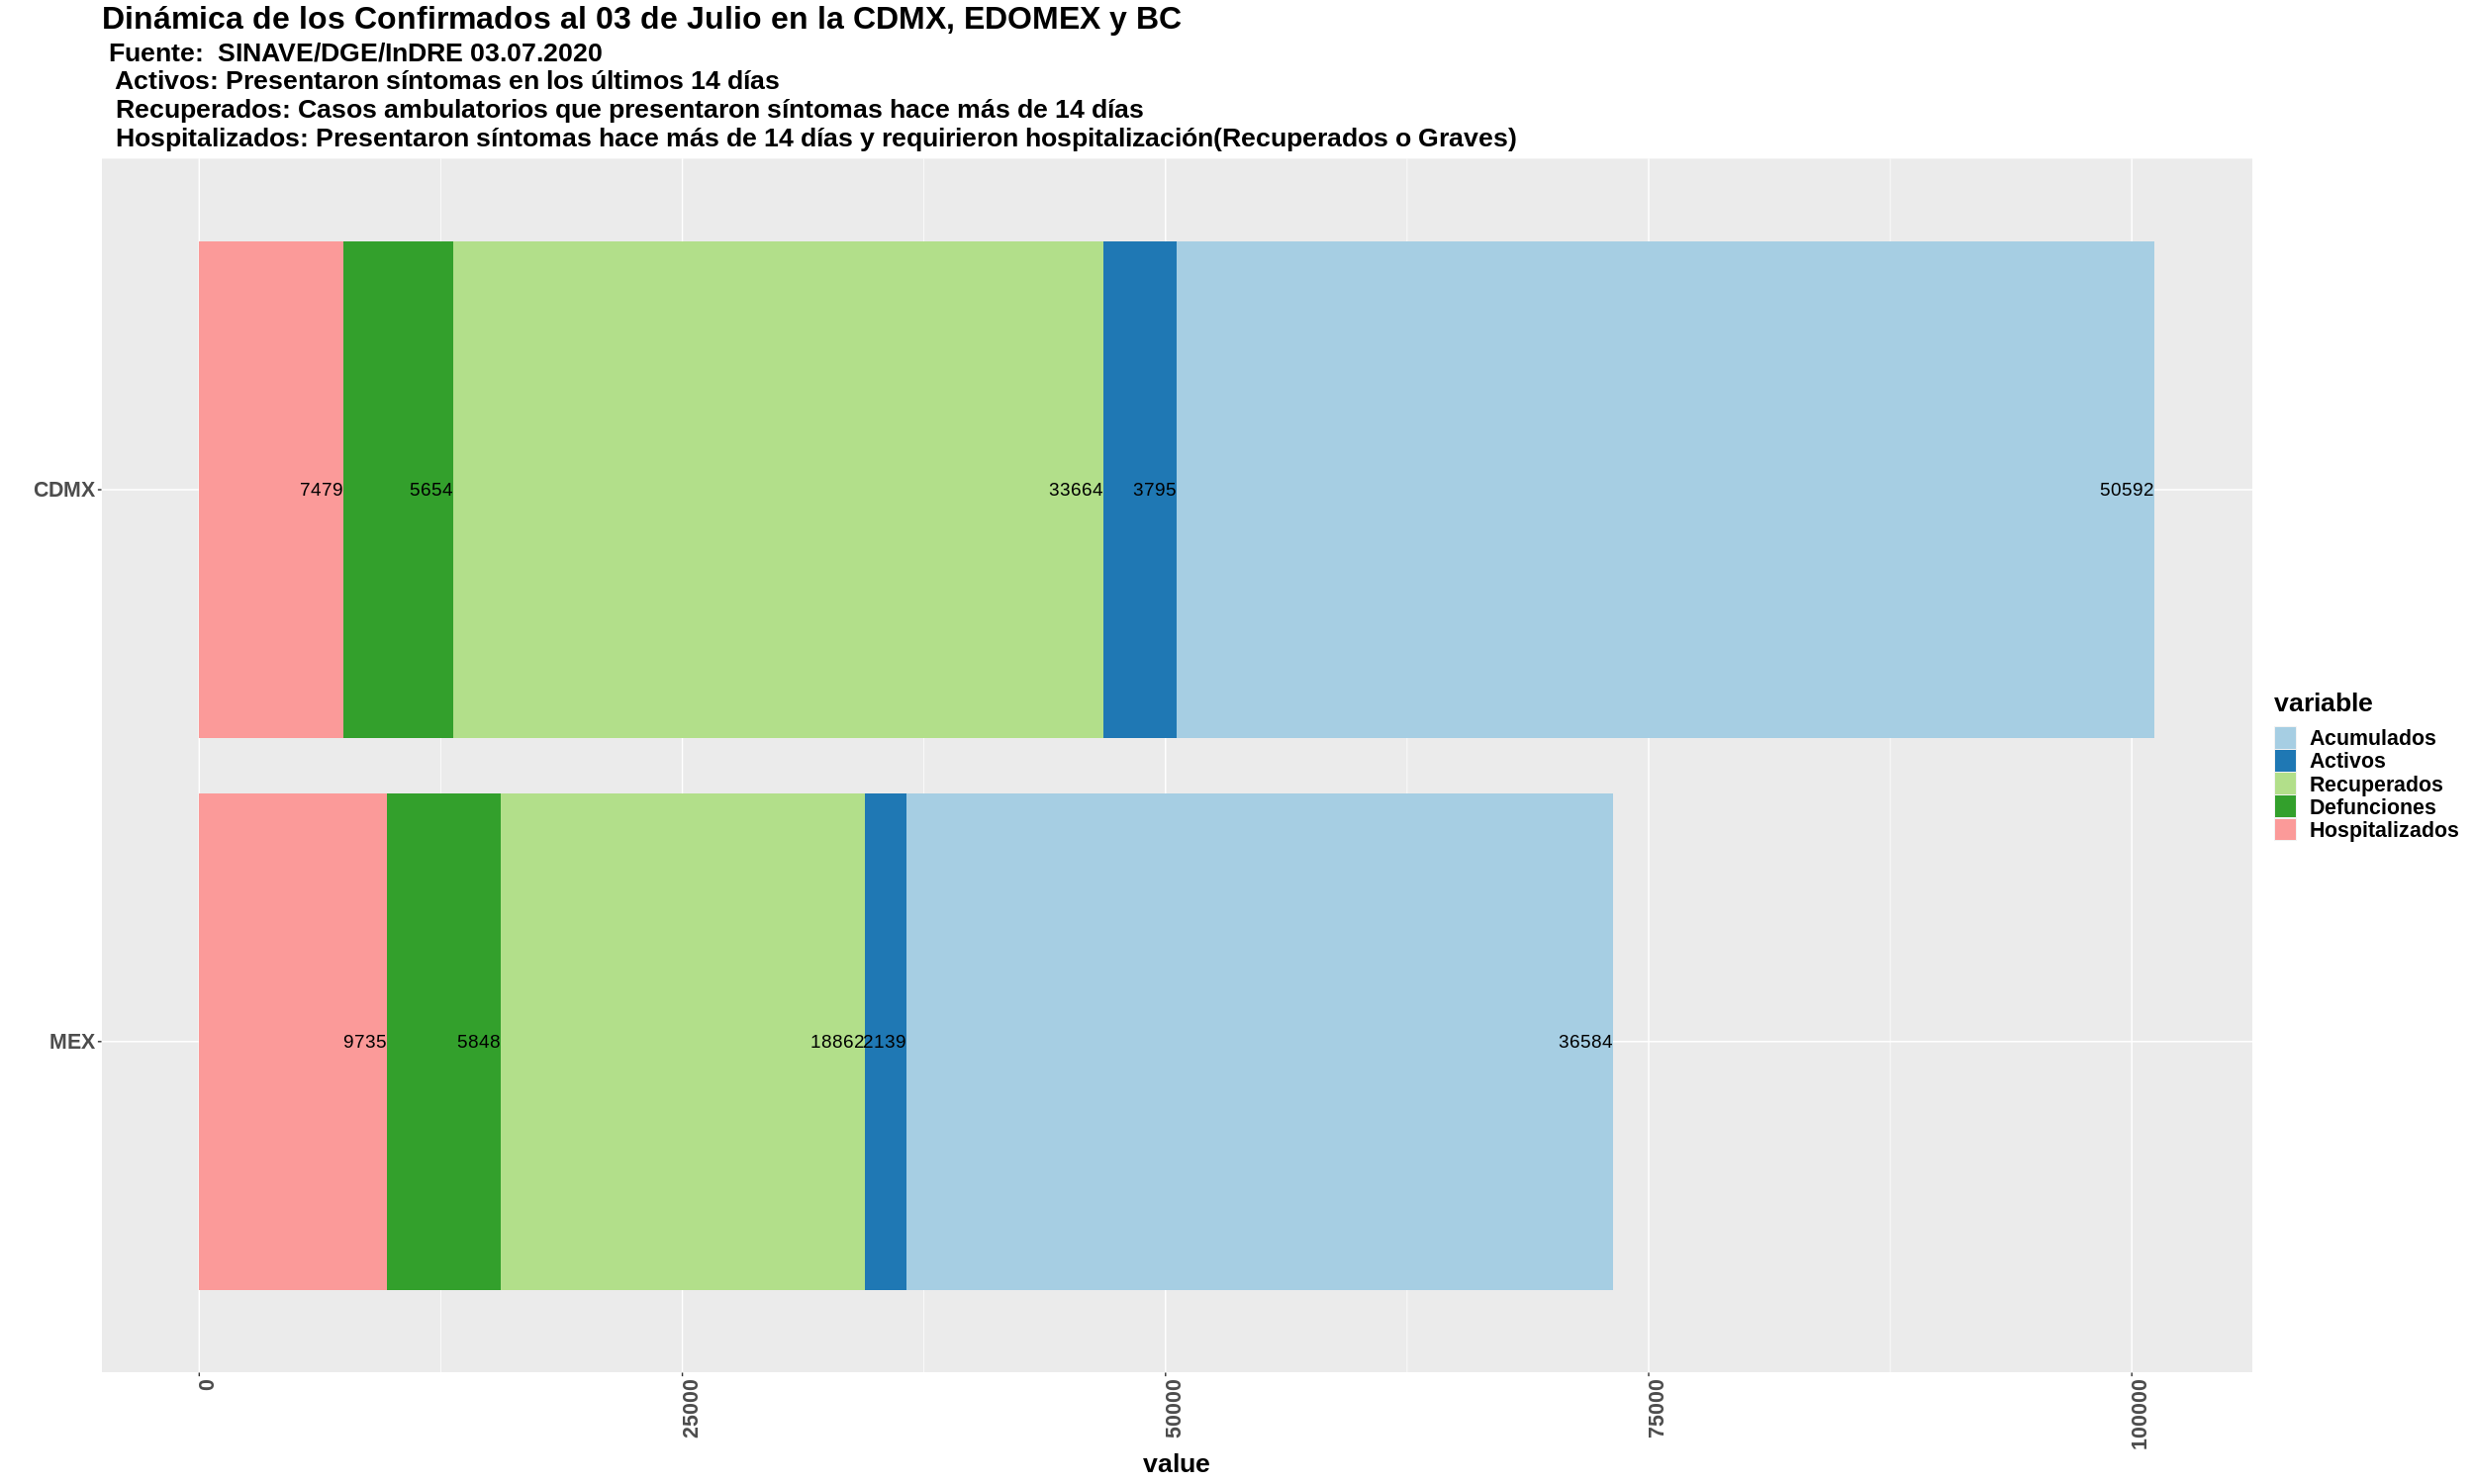 Dinámica de los Confirmados al 03 de Julio en la CDMX, EDOMEX y BC
Fuente:  SINAVE/DGE/InDRE 03.07.2020
Activos: Presentaron síntomas en los últimos 14 días
Recuperados: Casos ambulatorios que presentaron síntomas hace más de 14 días
Hospitalizados: Presentaron síntomas hace más de 14 días y requirieron hospitalización(Recuperados o Graves)
CDMX 7479 5654 33664 3795 50592
MEX 9735 5848 18862 2139 36584
0 25000 50000 75000 100000
value
variable
Acumulados
Activos
Recuperados
Defunciones
Hospitalizados